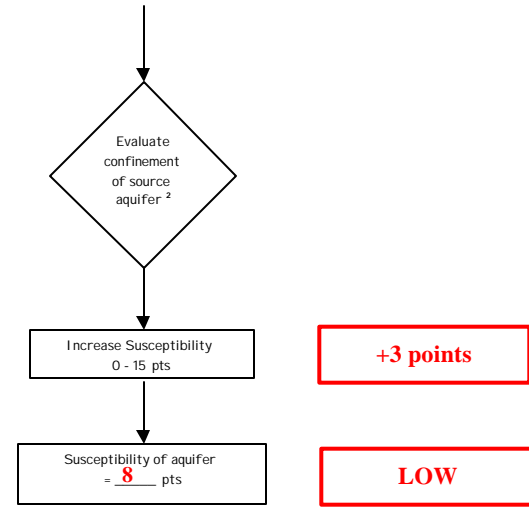 Evaluate
confinement
of source
aquifer ²
Increase Susceptibility
0 - 15 pts
+3 points
Susceptibility of aquifer
= 8 pts
LOW